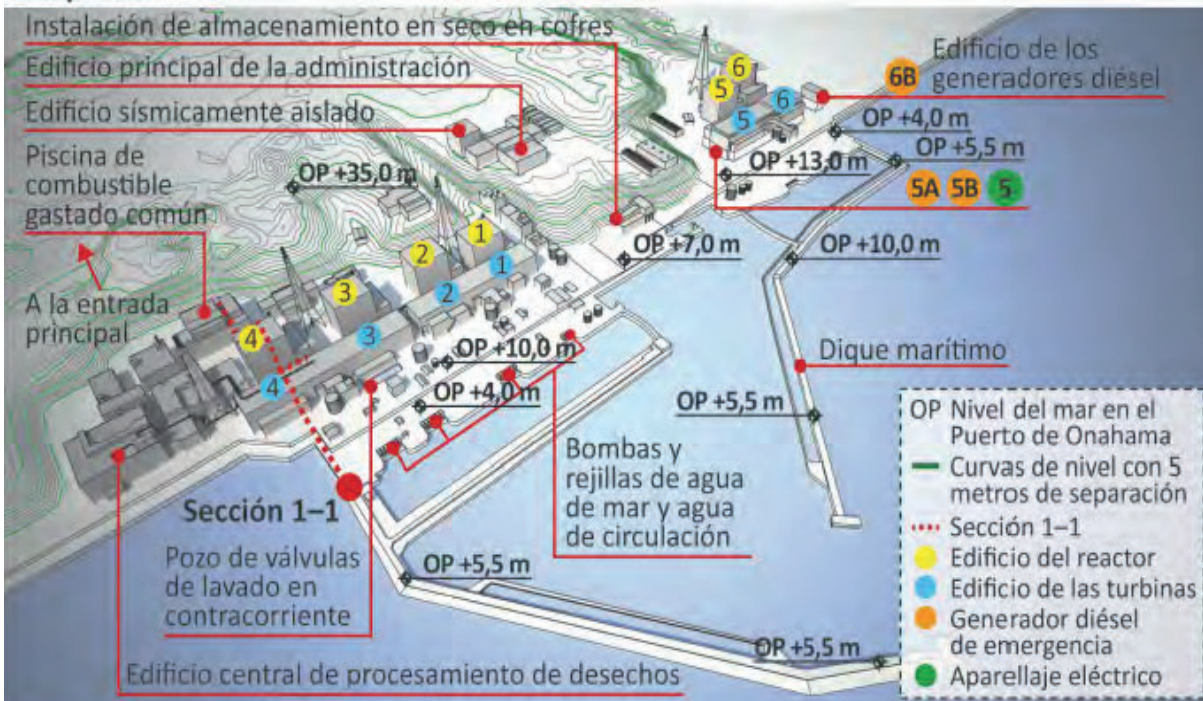 Instalación de almacenamiento en seco en cofres
Edificio principal de la administración
Edificio sísmicamente aislado
Piscina de
combustible
gastado común
A la entrada
principal
OP +35,0 m
6
5
6
5
6B
Edificio de los
generadores diésel
OP +4,0 m
OP +5,5 m
OP +13,0 m
5A
5B
5
OP +7,0 m
OP +10,0 m
1
2
1
3
2
4
3
4
OP +10,0 m
OP +4,0 m
Dique marítimo
OP +5,5 m
Sección 1–1
Bombas y
rejillas de agua
de mar y agua
de circulación
Pozo de válvulas
de lavado en
contracorriente
OP +5,5 m
OP +5,5 m
Edificio central de procesamiento de desechos
OP Nivel del mar en el
Puerto de Onahama
Curvas de nivel con 5
metros de separación
Sección 1–1
Edificio del reactor
Edificio de las turbinas
Generador diésel
de emergencia
Aparellaje eléctrico